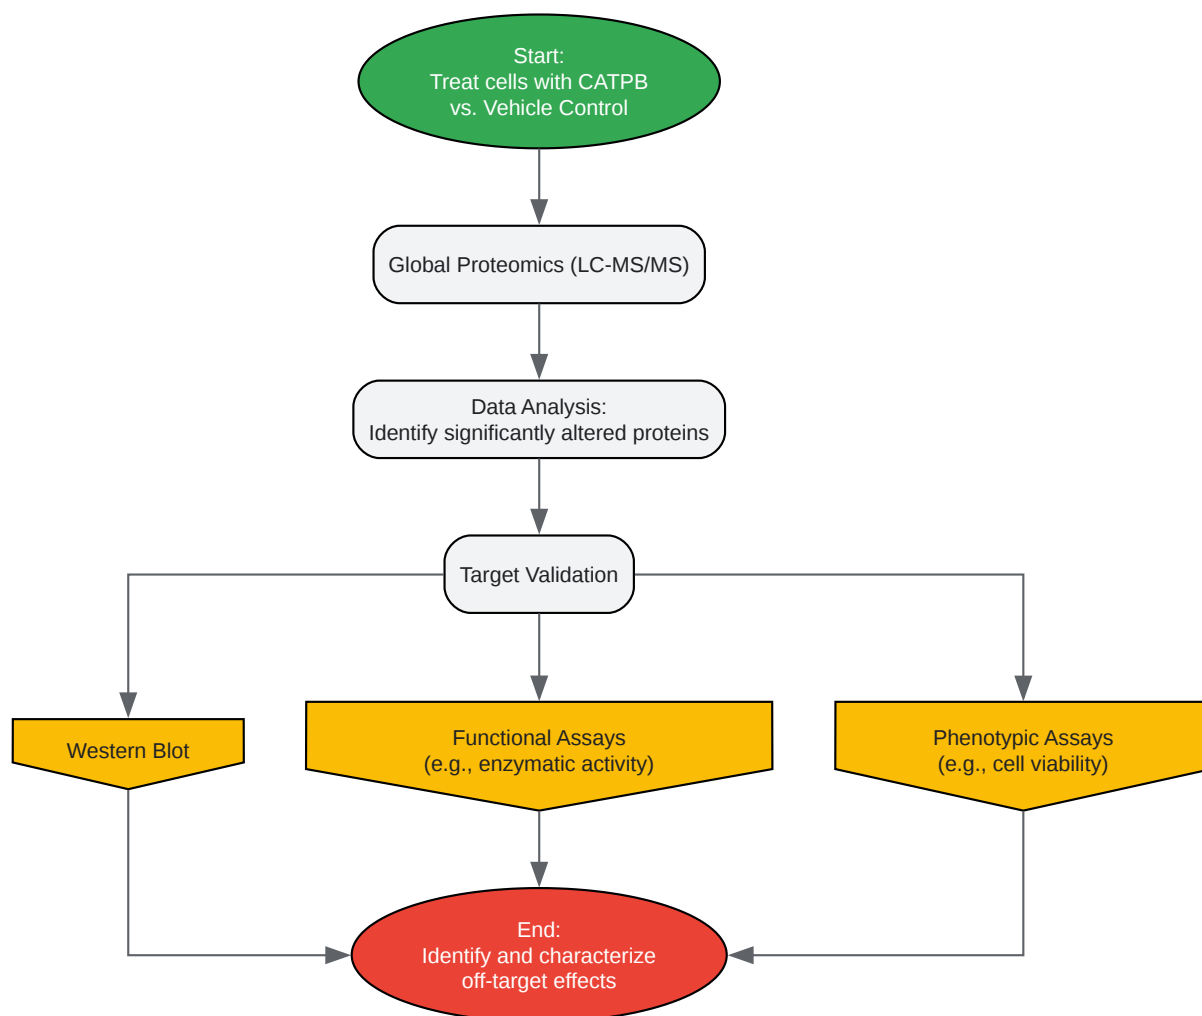 Start:
Treat cells with CATPB
vs. Vehicle Control
Global Proteomics (LC-MS/MS)
Data Analysis:
Identify significantly altered proteins
Target Validation
Western Blot
Functional Assays
(e.g., enzymatic activity)
Phenotypic Assays
(e.g., cell viability)
End:
Identify and characterize
off-target effects